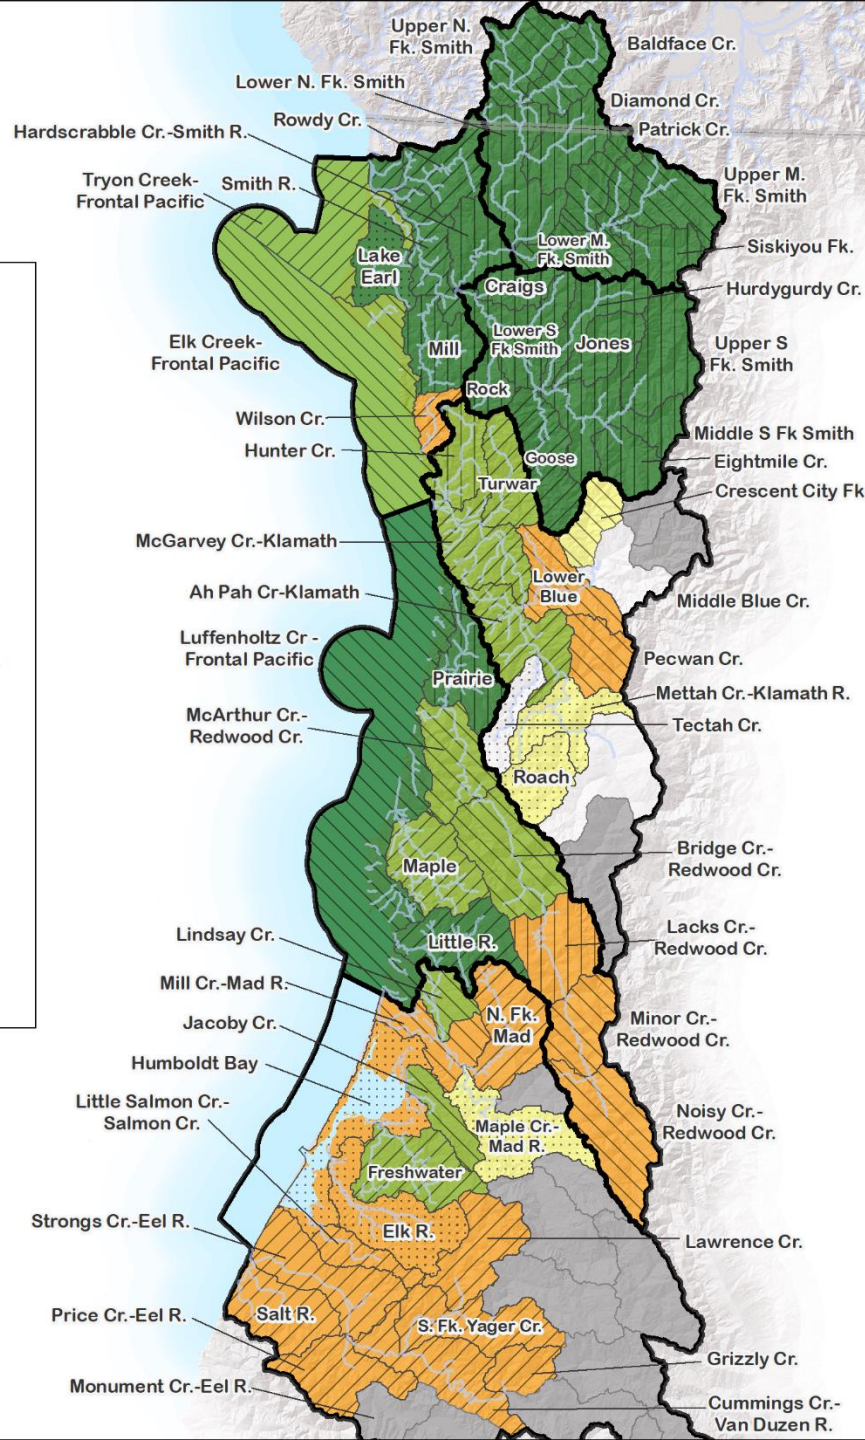 Upper N.
Fk. Smith
Baldface Cr.
Lower N. Fk. Smith
Diamond Cr.
Rowdy Cr.
Patrick Cr.
Hardscrabble Cr.-Smith R.
Tryon Creek-
Frontal Pacific
Smith R.
Upper M.
Fk. Smith
Lower M.
Fk. Smith
Siskiyou Fk.
Lake
Earl
Craigs
Hurdygurdy Cr.
Elk Creek-
Frontal Pacific
Mill
Lower S
Fk Smith
Jones
Upper S
Fk. Smith
Rock
Wilson Cr.
Middle S Fk Smith
Hunter Cr.
Goose
Eightmile Cr.
Turwar
Crescent City Fk
McGarvey Cr.-Klamath
Lower
Blue
Ah Pah Cr-Klamath
Middle Blue Cr.
Luffenholtz Cr -
Frontal Pacific
Pecwan Cr.
Prairie
Mettah Cr.-Klamath R.
McArthur Cr.-
Redwood Cr.
Tectah Cr.
Roach
Maple
Bridge Cr.-
Redwood Cr.
Lindsay Cr.
Little R.
Lacks Cr.-
Redwood Cr.
Mill Cr.-Mad R.
N. Fk.
Mad
Jacoby Cr.
Minor Cr.-
Redwood Cr.
Humboldt Bay
Little Salmon Cr.-
Salmon Cr.
Maple Cr.-
Mad R.
Noisy Cr.-
Redwood Cr.
Freshwater
Strongs Cr.-Eel R.
Elk R.
Lawrence Cr.
Price Cr.-Eel R.
Salt R.
S. Fk. Yager Cr.
Grizzly Cr.
Monument Cr.-Eel R.
Cummings Cr.-
Van Duzen R.